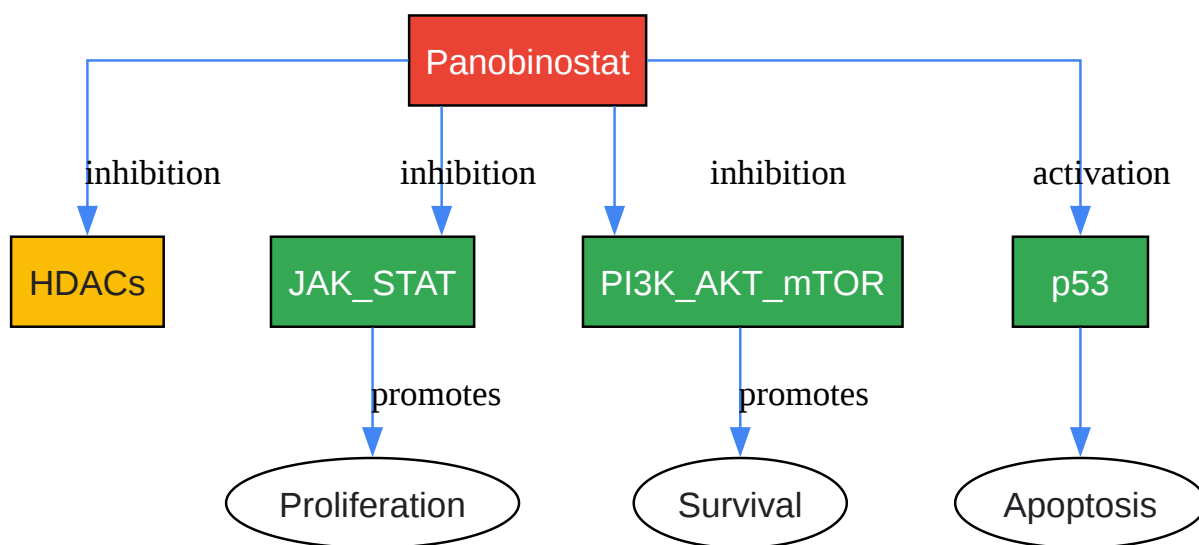 Panobinostat
inhibition
inhibition
inhibition
activation
HDACs
JAK_STAT
PI3K_AKT_mTOR
p53
promotes
promotes
Proliferation
Survival
Apoptosis